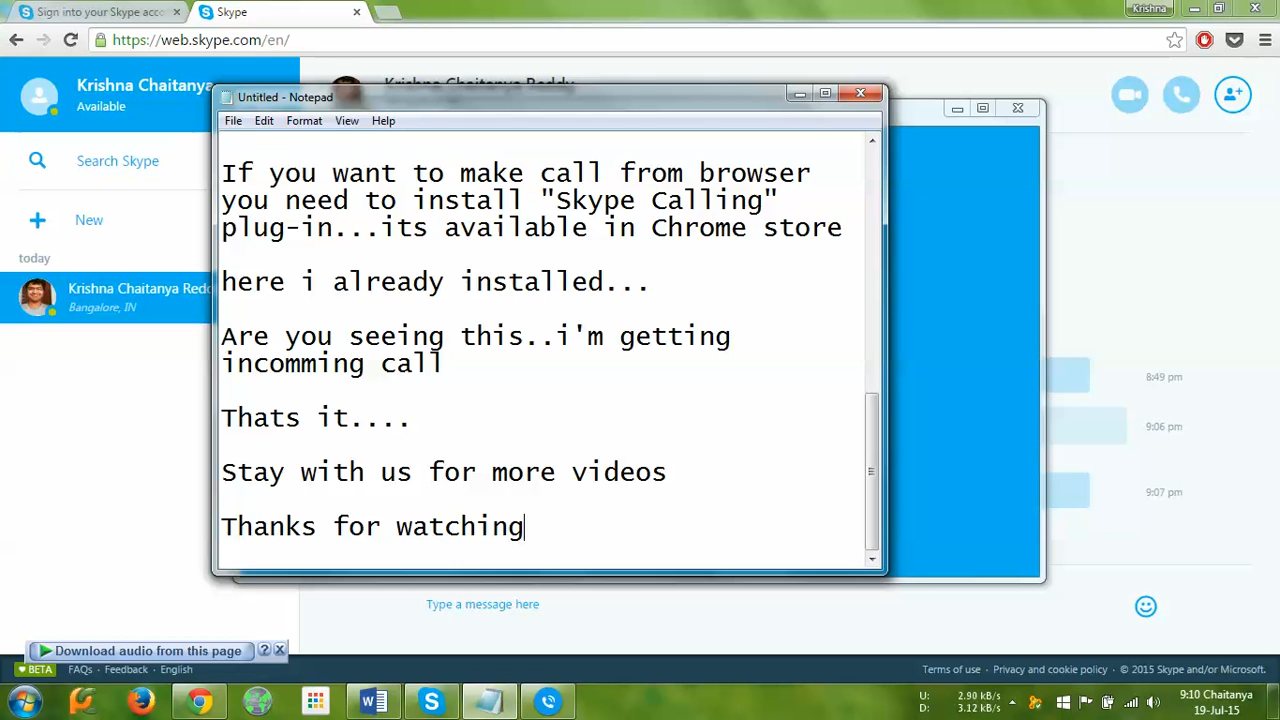 Sign into your Skype acco
Skype
Krishna
https://web.skype.com/en/
Krishna Chaitanya
Available
Krishna Chaitanya Reddy
Search Skype
New
today
Krishna Chaitanya Redd
Bangalore, IN
Untitled - Notepad
File Edit Format View Help
If you want to make call from browser
you need to install "Skype Calling"
plug-in...its available in Chrome store
here i already installed...
Are you seeing this..i'm getting
incomming call
Thats it....
Stay with us for more videos
Thanks for watching
8:49 pm
9:06 pm
9:07 pm
Type a message here
Download audio from this page
BETA FAQs · Feedback · English
Terms of use · Privacy and cookie policy · © 2015 Skype and/or Microsoft.
U: 2.90 kB/s
D: 3.12 kB/s
9:10 Chaitanya
19-Jul-15